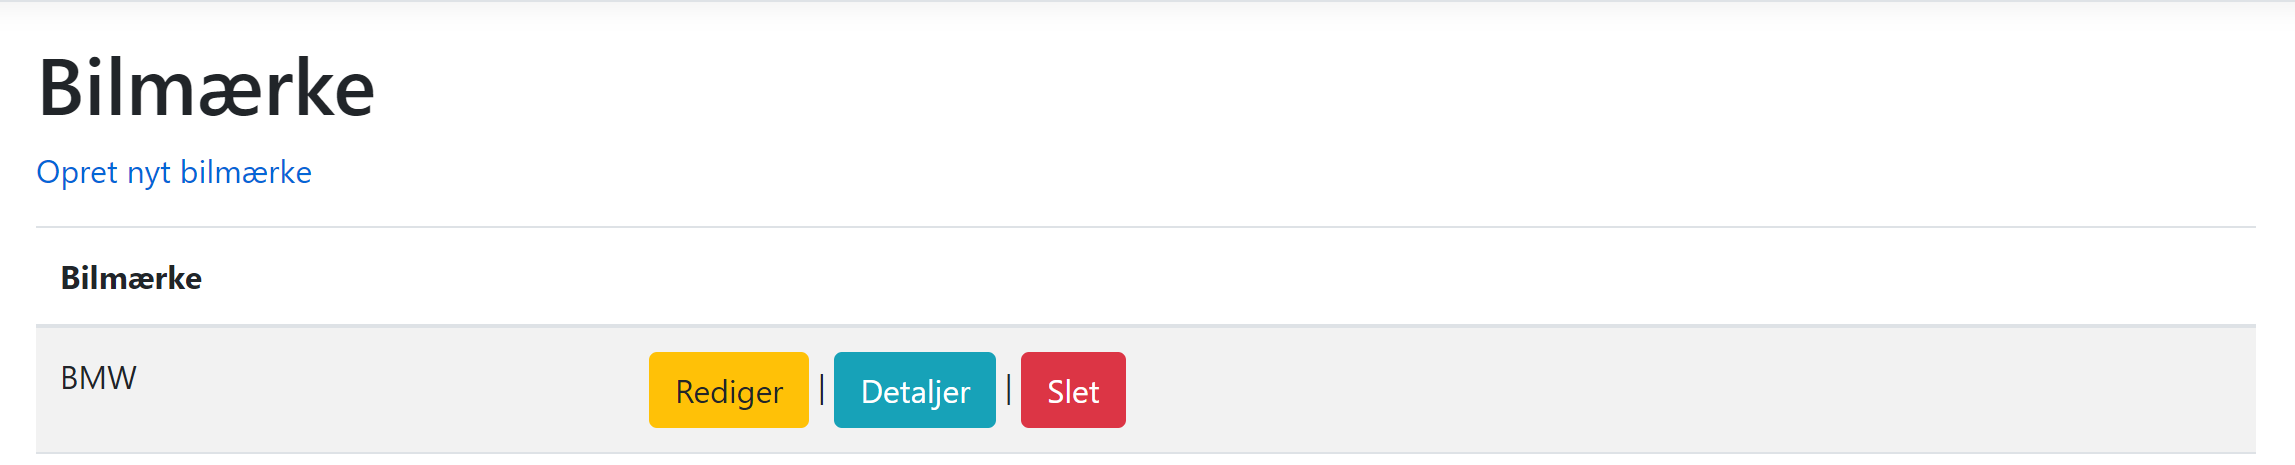 Bilmærke
Opret nyt bilmærke
Bilmærke
BMW Rediger | Detaljer | Slet